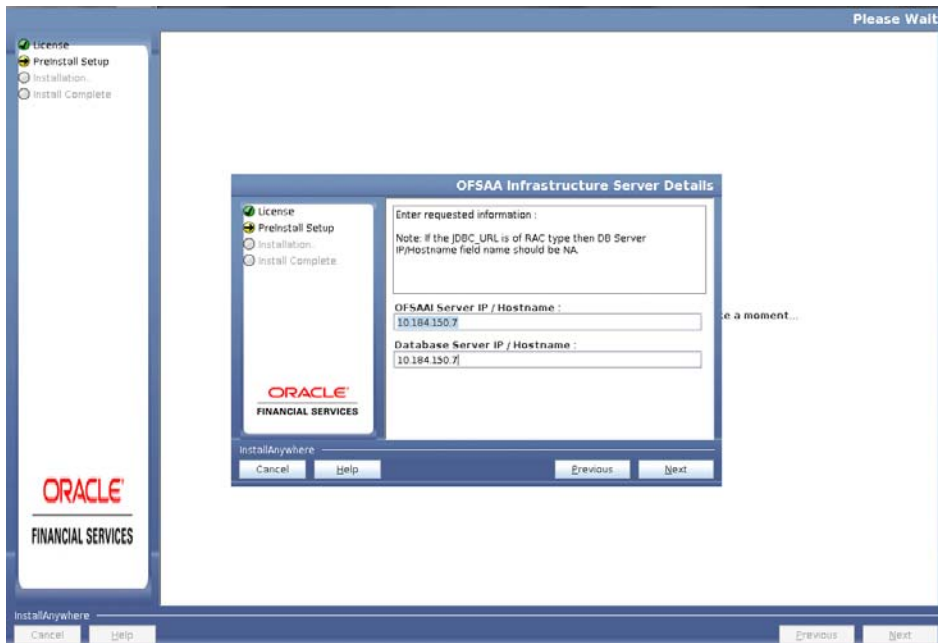 Please Wait
License
PreInstall Setup
Installation...
Install Complete
OFSAA Infrastructure Server Details
License
PreInstall Setup
Installation...
Install Complete
Enter requested information :
Note: If the JDBC_URL is of RAC type then DB Server
IP/Hostname field name should be NA.
OFSAAI Server IP / Hostname :
10.184.150.7
Database Server IP / Hostname :
10.184.150.7
ke a moment...
ORACLE
FINANCIAL SERVICES
InstallAnywhere
Cancel
Help
Previous
Next
ORACLE
FINANCIAL SERVICES
InstallAnywhere
Cancel
Help
Previous
Next